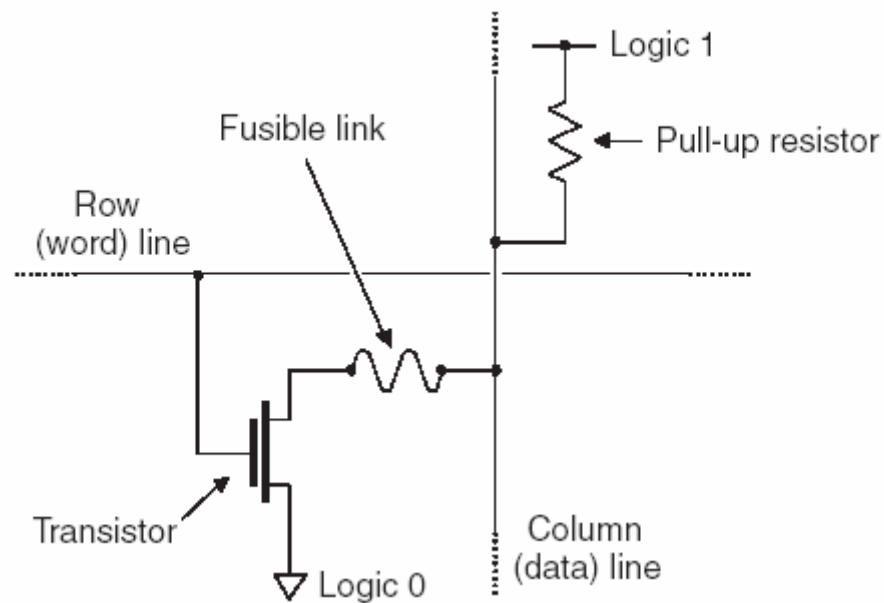 Logic 1
Fusible link
Pull-up resistor
Row
(word) line
Transistor
Column
(data) line
Logic 0